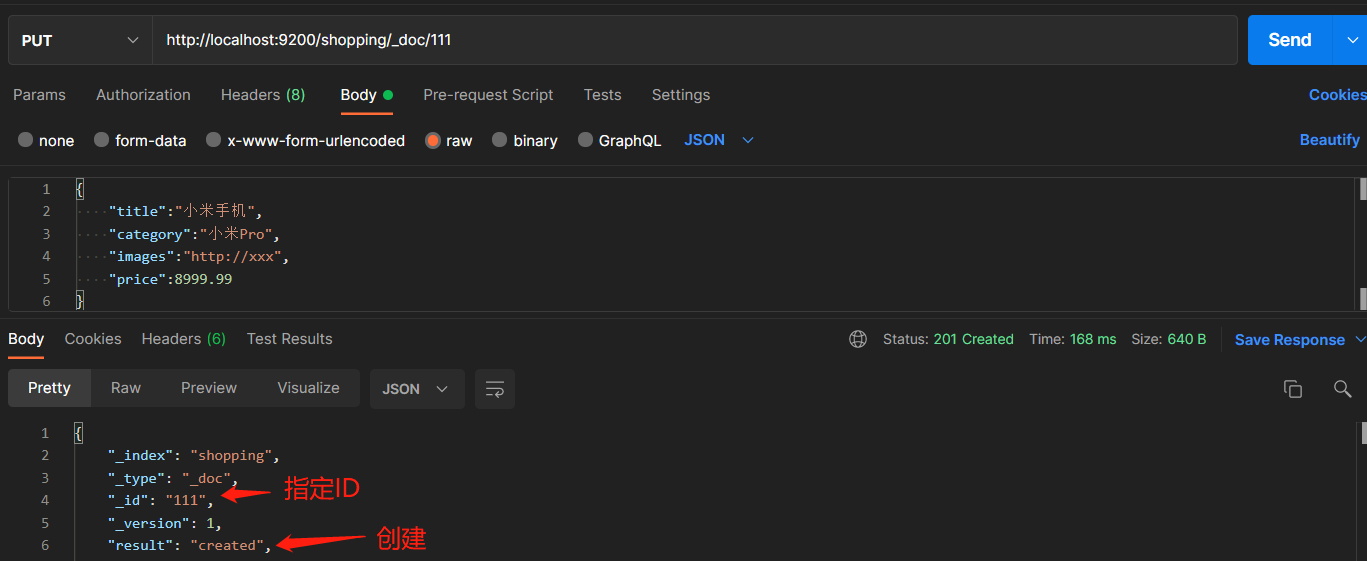 PUT http://localhost:9200/shopping/_doc/111 Send
Params Authorization Headers (8) Body Pre-request Script Tests Settings Cookies
none form-data x-www-form-urlencoded raw binary GraphQL JSON Beautify
1 {
2 "title":"小米手机",
3 "category":"小米Pro",
4 "images":"http://xxx",
5 "price":8999.99
6 }
Body Cookies Headers (6) Test Results Status: 201 Created Time: 168 ms Size: 640 B Save Response
Pretty Raw Preview Visualize JSON
1 {
2 "_index": "shopping",
3 "_type": "_doc",
4 "_id": "111", 指定ID
5 "_version": 1,
6 "result": "created", 创建